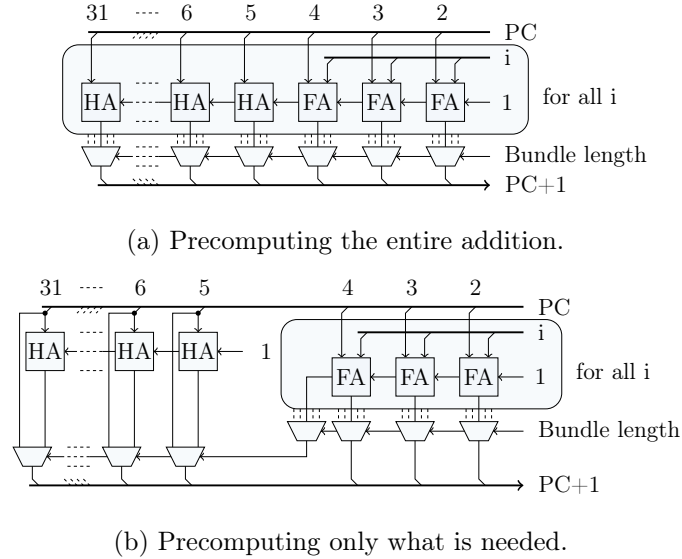 31 6 5 4 3 2
PC
i
HA HA HA FA FA FA 1 for all i
Bundle length
PC+1
(a) Precomputing the entire addition.
31 6 5 4 3 2
PC
i
HA HA HA 1
FA FA FA 1 for all i
Bundle length
PC+1
(b) Precomputing only what is needed.